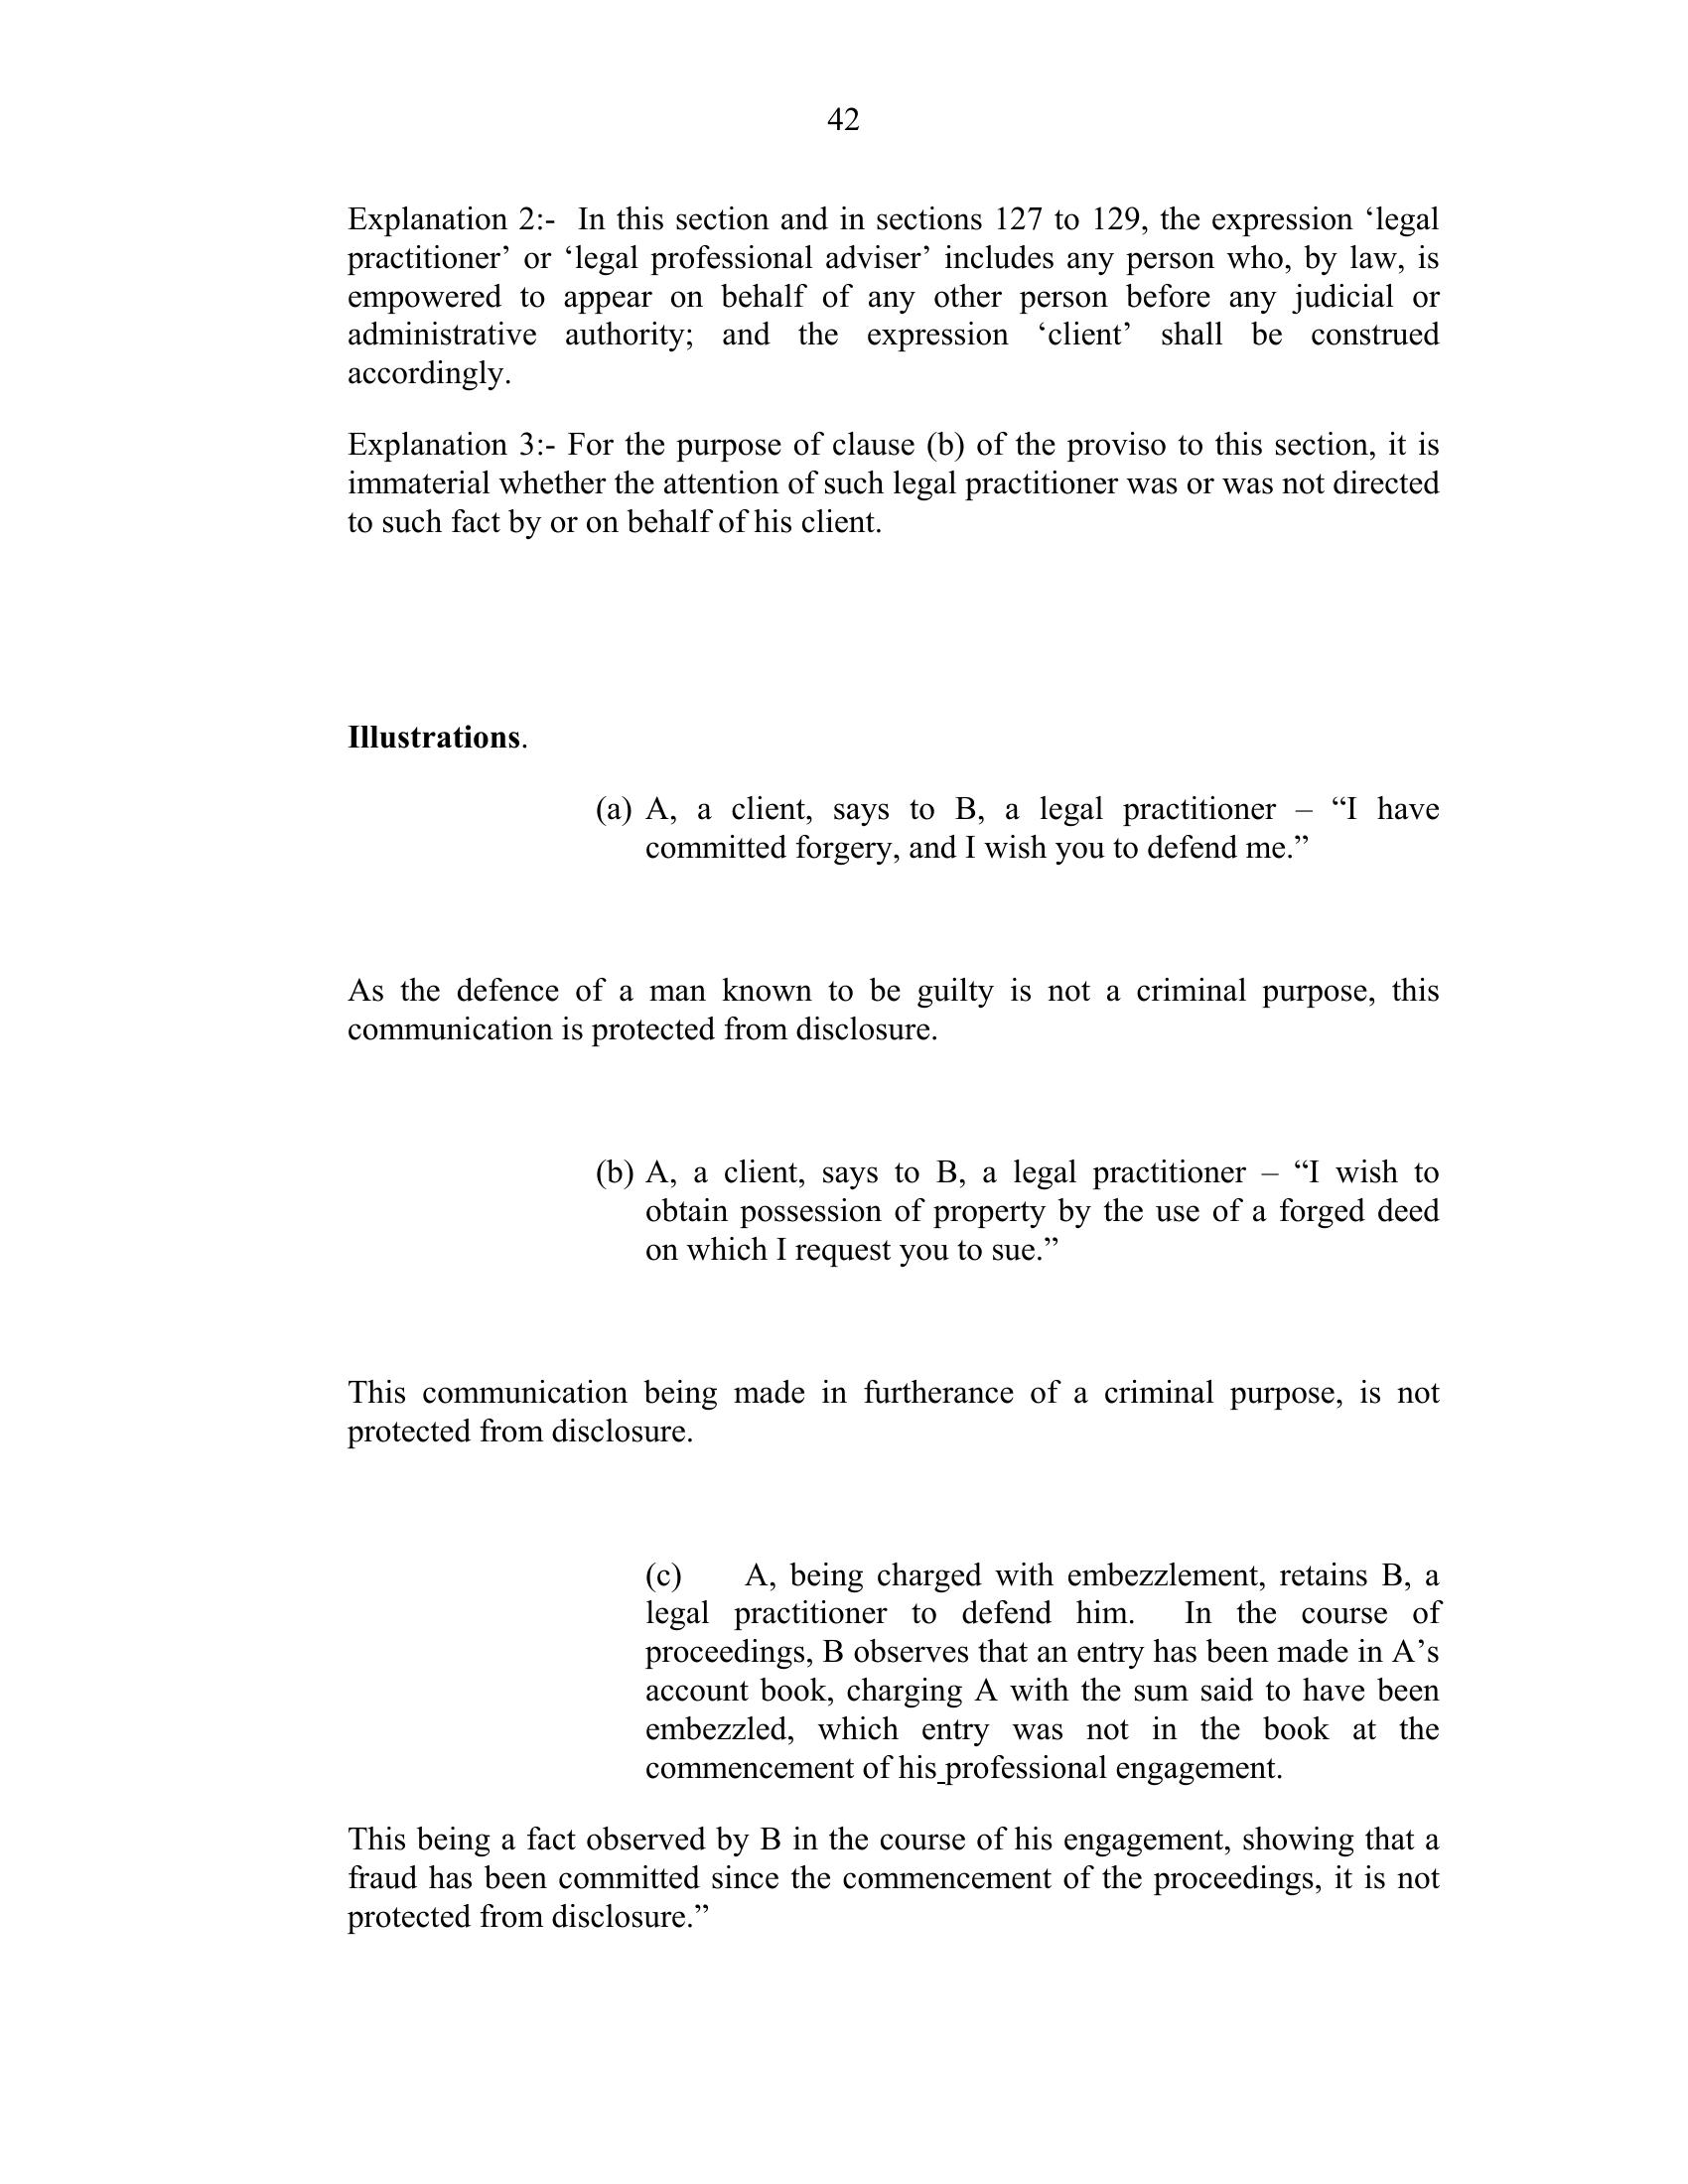 42
Explanation 2:- In this section and in sections 127 to 129, the expression ‘legal
practitioner’ or ‘legal professional adviser’ includes any person who, by law, is
empowered to appear on behalf of any other person before any judicial or
administrative authority; and the expression ‘client’ shall be construed
accordingly.
Explanation 3:- For the purpose of clause (b) of the proviso to this section, it is
immaterial whether the attention of such legal practitioner was or was not directed
to such fact by or on behalf of his client.
Illustrations.
(a) A, a client, says to B, a legal practitioner – “I have
committed forgery, and I wish you to defend me.”
As the defence of a man known to be guilty is not a criminal purpose, this
communication is protected from disclosure.
(b) A, a client, says to B, a legal practitioner – “I wish to
obtain possession of property by the use of a forged deed
on which I request you to sue.”
This communication being made in furtherance of a criminal purpose, is not
protected from disclosure.
(c) A, being charged with embezzlement, retains B, a
legal practitioner to defend him. In the course of
proceedings, B observes that an entry has been made in A’s
account book, charging A with the sum said to have been
embezzled, which entry was not in the book at the
commencement of his professional engagement.
This being a fact observed by B in the course of his engagement, showing that a
fraud has been committed since the commencement of the proceedings, it is not
protected from disclosure.”